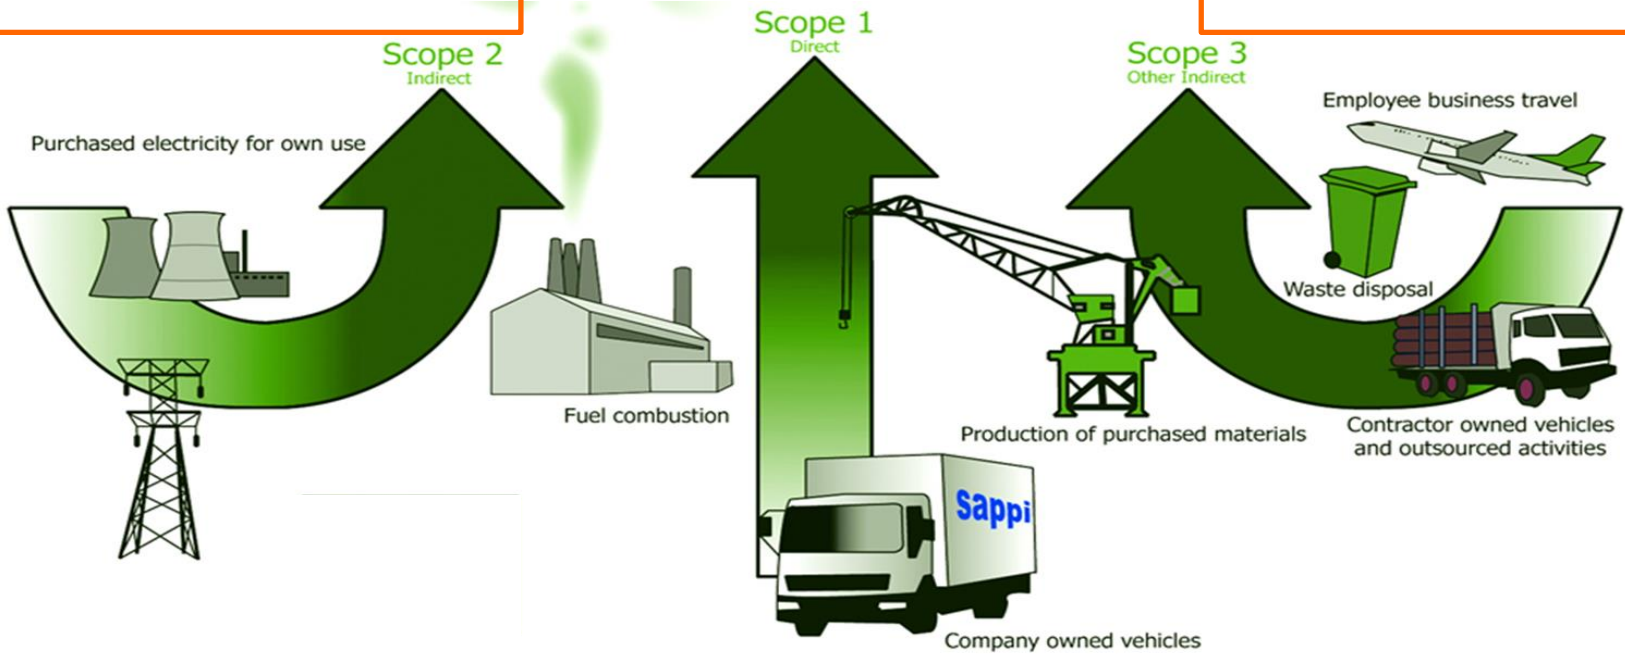 Scope 1
Direct
Scope 2
Indirect
Scope 3
Other Indirect
Employee business travel
Purchased electricity for own use
Waste disposal
Fuel combustion
Production of purchased materials
Contractor owned vehicles
and outsourced activities
sappi
Company owned vehicles